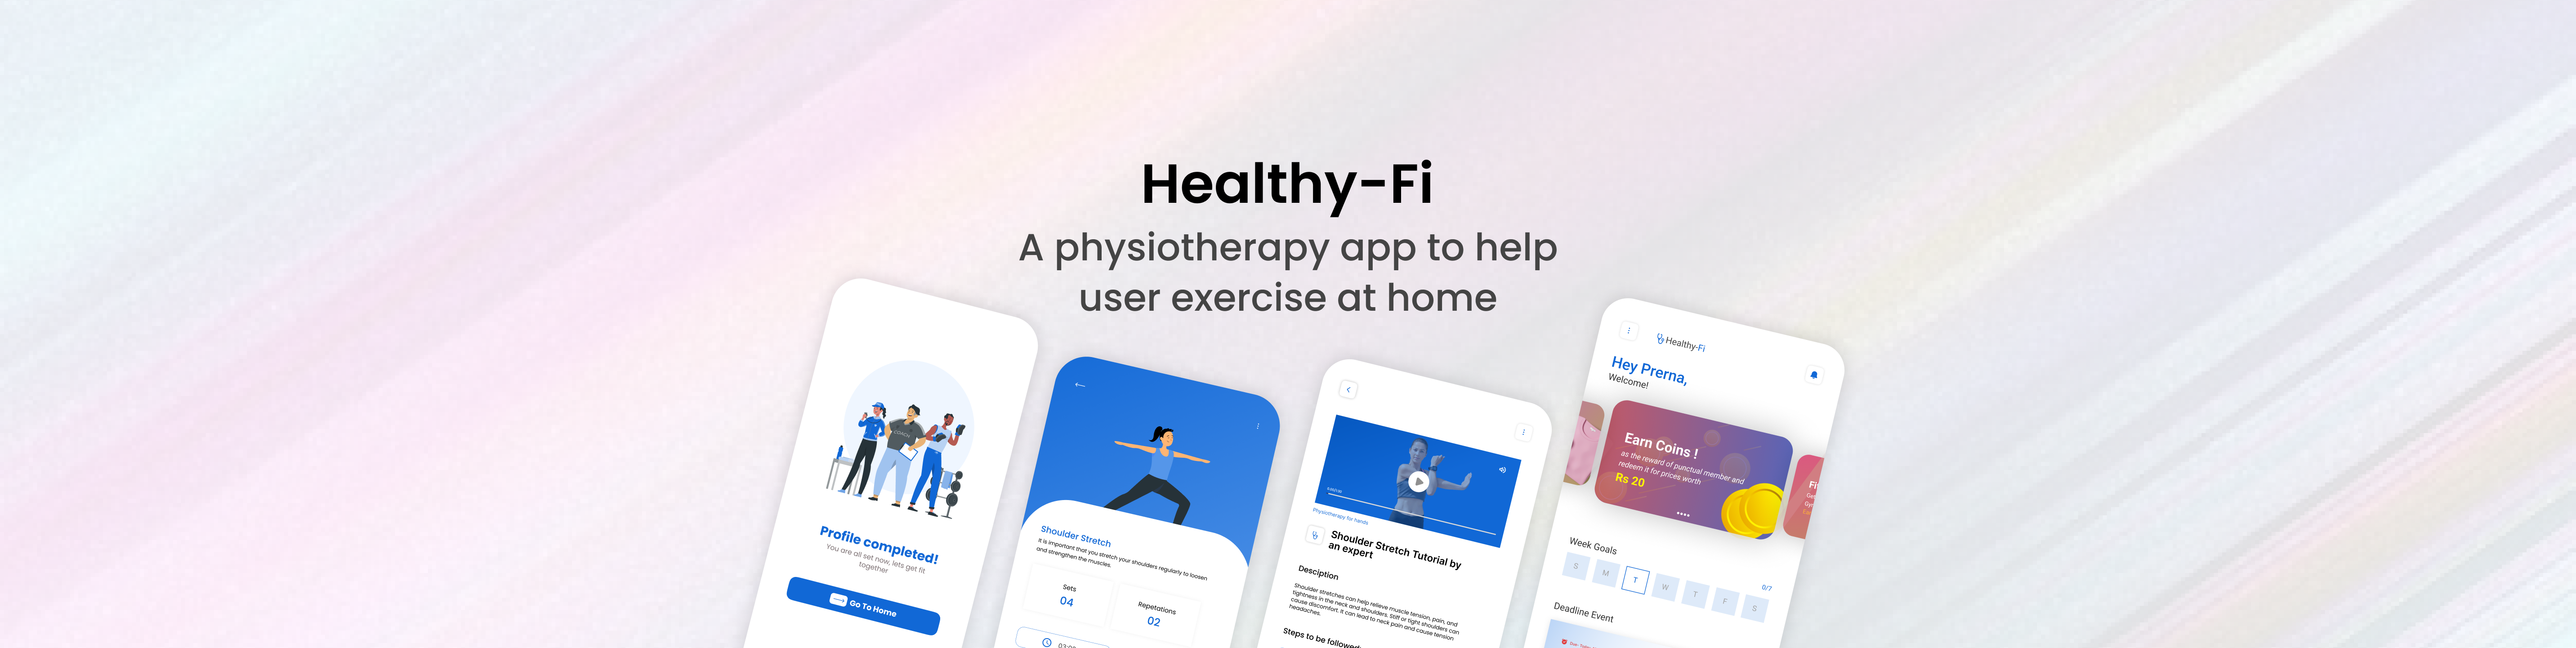 Healthy-Fi
A physiotherapy app to help
user exercise at home
COACH
Profile completed!
You are all set now, lets get fit
together
Go To Home
Shoulder Stretch
It is important that you stretch your shoulders regularly to loosen
and strengthen the muscles.
Sets
04
Repetations
02
Physiotherapy for hands
Shoulder Stretch Tutorial by
an expert
Desciption
Shoulder stretches can help relieve muscle tension, pain, and
tightness in the neck and shoulders. Stiff or tight shoulders can
cause discomfort. It can lead to neck pain and cause tension
headaches.
Steps to be followed:
Healthy-Fi
Hey Prerna,
Welcome!
Earn Coins !
as the reward of punctual member and
redeem it for prices worth
Rs 20
Week Goals
0/7
S M T W T F S
Deadline Event